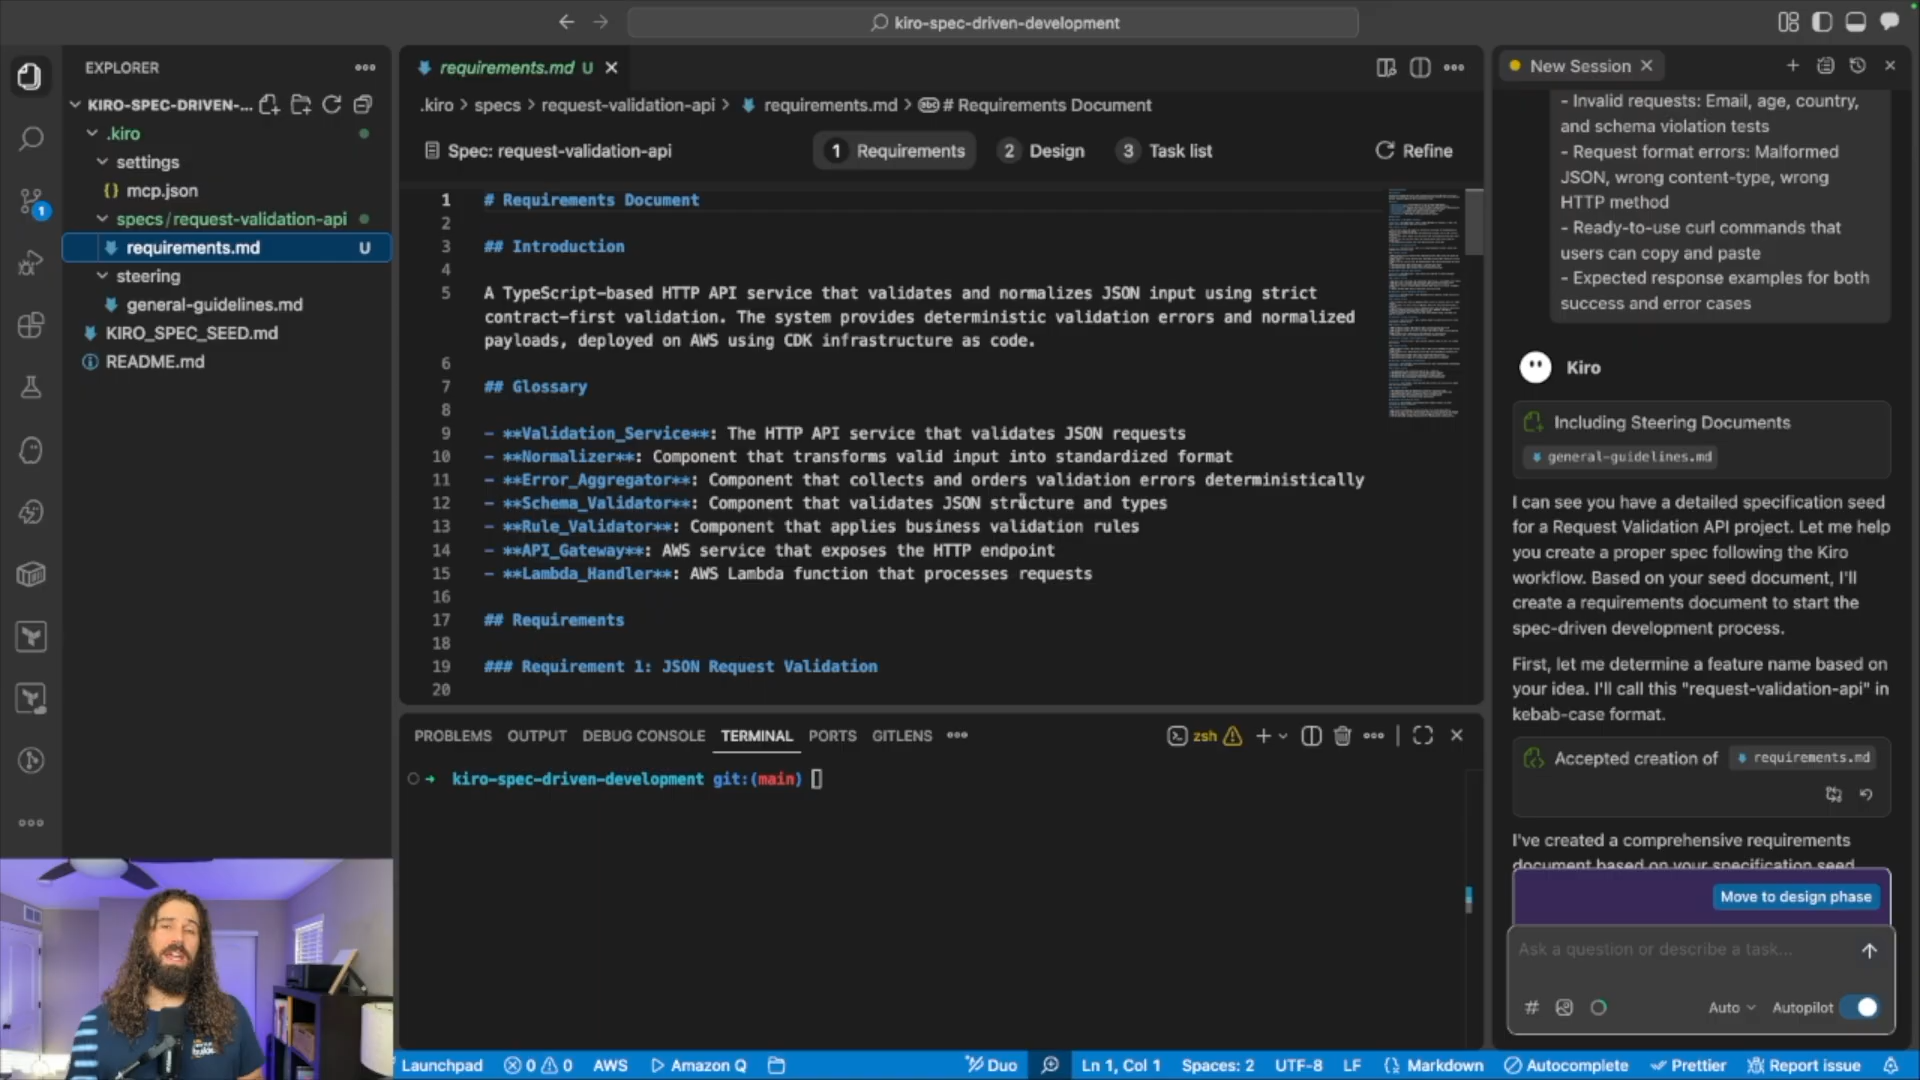 kiro-spec-driven-development
EXPLORER
KIRO-SPEC-DRIVEN-...
.kiro
settings
{} mcp.json
specs/request-validation-api
requirements.md U
steering
general-guidelines.md
KIRO_SPEC_SEED.md
README.md
1
requirements.md U
.kiro > specs > request-validation-api > requirements.md > # Requirements Document
Spec: request-validation-api
1 Requirements
2 Design
3 Task list
Refine
1 # Requirements Document
2
3 ## Introduction
4
5 A TypeScript-based HTTP API service that validates and normalizes JSON input using strict
contract-first validation. The system provides deterministic validation errors and normalized
payloads, deployed on AWS using CDK infrastructure as code.
6
7 ## Glossary
8
9 - **Validation_Service**: The HTTP API service that validates JSON requests
10 - **Normalizer**: Component that transforms valid input into standardized format
11 - **Error_Aggregator**: Component that collects and orders validation errors deterministically
12 - **Schema_Validator**: Component that validates JSON structure and types
13 - **Rule_Validator**: Component that applies business validation rules
14 - **API_Gateway**: AWS service that exposes the HTTP endpoint
15 - **Lambda_Handler**: AWS Lambda function that processes requests
16
17 ## Requirements
18
19 ### Requirement 1: JSON Request Validation
20
PROBLEMS OUTPUT DEBUG CONSOLE TERMINAL PORTS GITLENS
zsh
kiro-spec-driven-development git:(main)
New Session
- Invalid requests: Email, age, country,
and schema violation tests
- Request format errors: Malformed
JSON, wrong content-type, wrong
HTTP method
- Ready-to-use curl commands that
users can copy and paste
- Expected response examples for both
success and error cases
Kiro
Including Steering Documents
general-guidelines.md
I can see you have a detailed specification seed
for a Request Validation API project. Let me help
you create a proper spec following the Kiro
workflow. Based on your seed document, I'll
create a requirements document to start the
spec-driven development process.
First, let me determine a feature name based on
your idea. I'll call this "request-validation-api" in
kebab-case format.
Accepted creation of requirements.md
I've created a comprehensive requirements
document based on your specification seed
Move to design phase
Ask a question or describe a task...
# Auto Autopilot
Launchpad 0 0 AWS Amazon Q Duo Ln 1, Col 1 Spaces: 2 UTF-8 LF {} Markdown Autocomplete Prettier Report issue